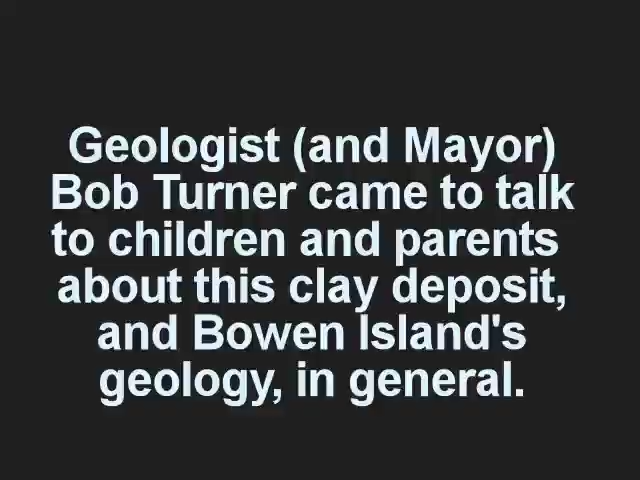 Geologist (and Mayor)
Bob Turner came to talk
to children and parents
about this clay deposit,
and Bowen Island's
geology, in general.